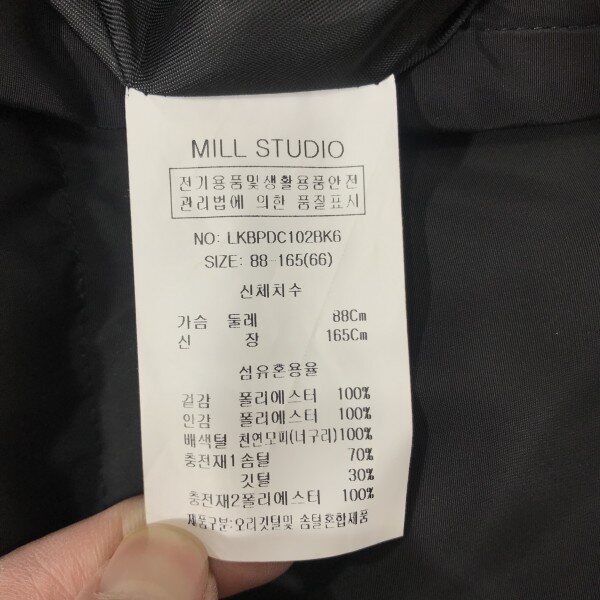 MILL STUDIO
전기용품및생활용품안전
관리법에 의한 품질표시
NO: LKBPDC102BK6
SIZE: 88-165(66)
신체치수
가슴 둘레 88Cm
신 장 165Cm
섬유혼용율
겉감 폴리에스터 100%
인감 폴리에스터 100%
배색털 천연모피(너구리)100%
충전재1 솜털 70%
깃털 30%
충전재2폴리에스터 100%
제품구분:오리깃털및 솜털혼합제품